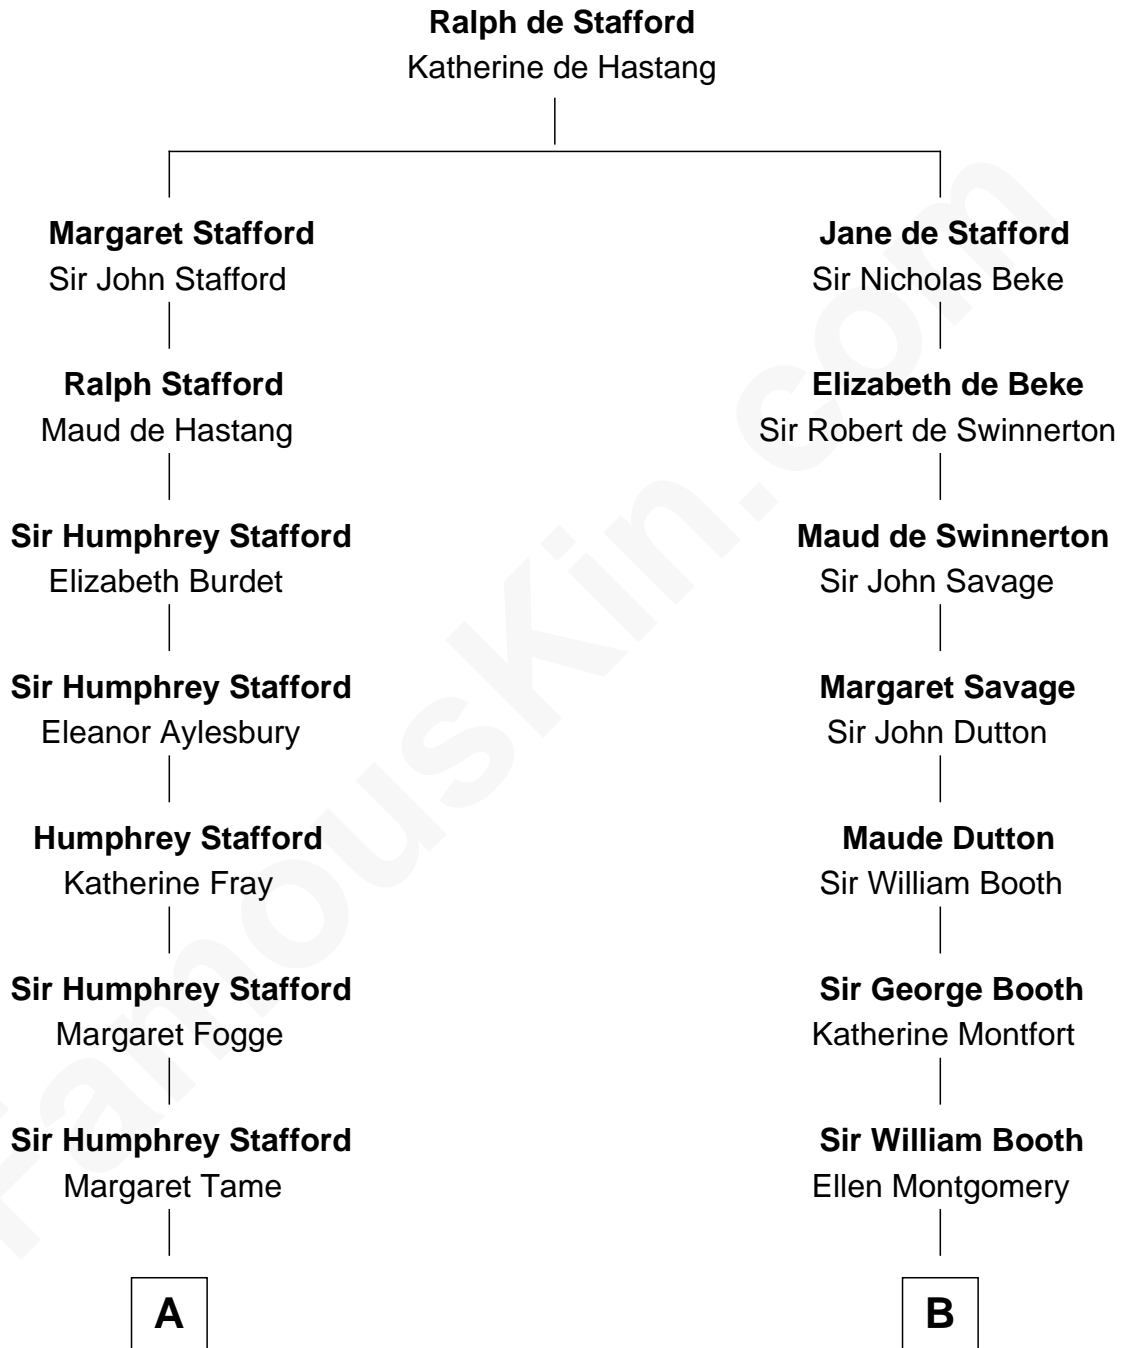 Ralph de Stafford
Katherine de Hastang
Margaret Stafford
Sir John Stafford
Jane de Stafford
Sir Nicholas Beke
Ralph Stafford
Maud de Hastang
Elizabeth de Beke
Sir Robert de Swinnerton
Sir Humphrey Stafford
Elizabeth Burdet
Maud de Swinnerton
Sir John Savage
Sir Humphrey Stafford
Eleanor Aylesbury
Margaret Savage
Sir John Dutton
Humphrey Stafford
Katherine Fray
Maude Dutton
Sir William Booth
Sir Humphrey Stafford
Margaret Fogge
Sir George Booth
Katherine Montfort
Sir Humphrey Stafford
Margaret Tame
Sir William Booth
Ellen Montgomery
A
B
FamousKin.com